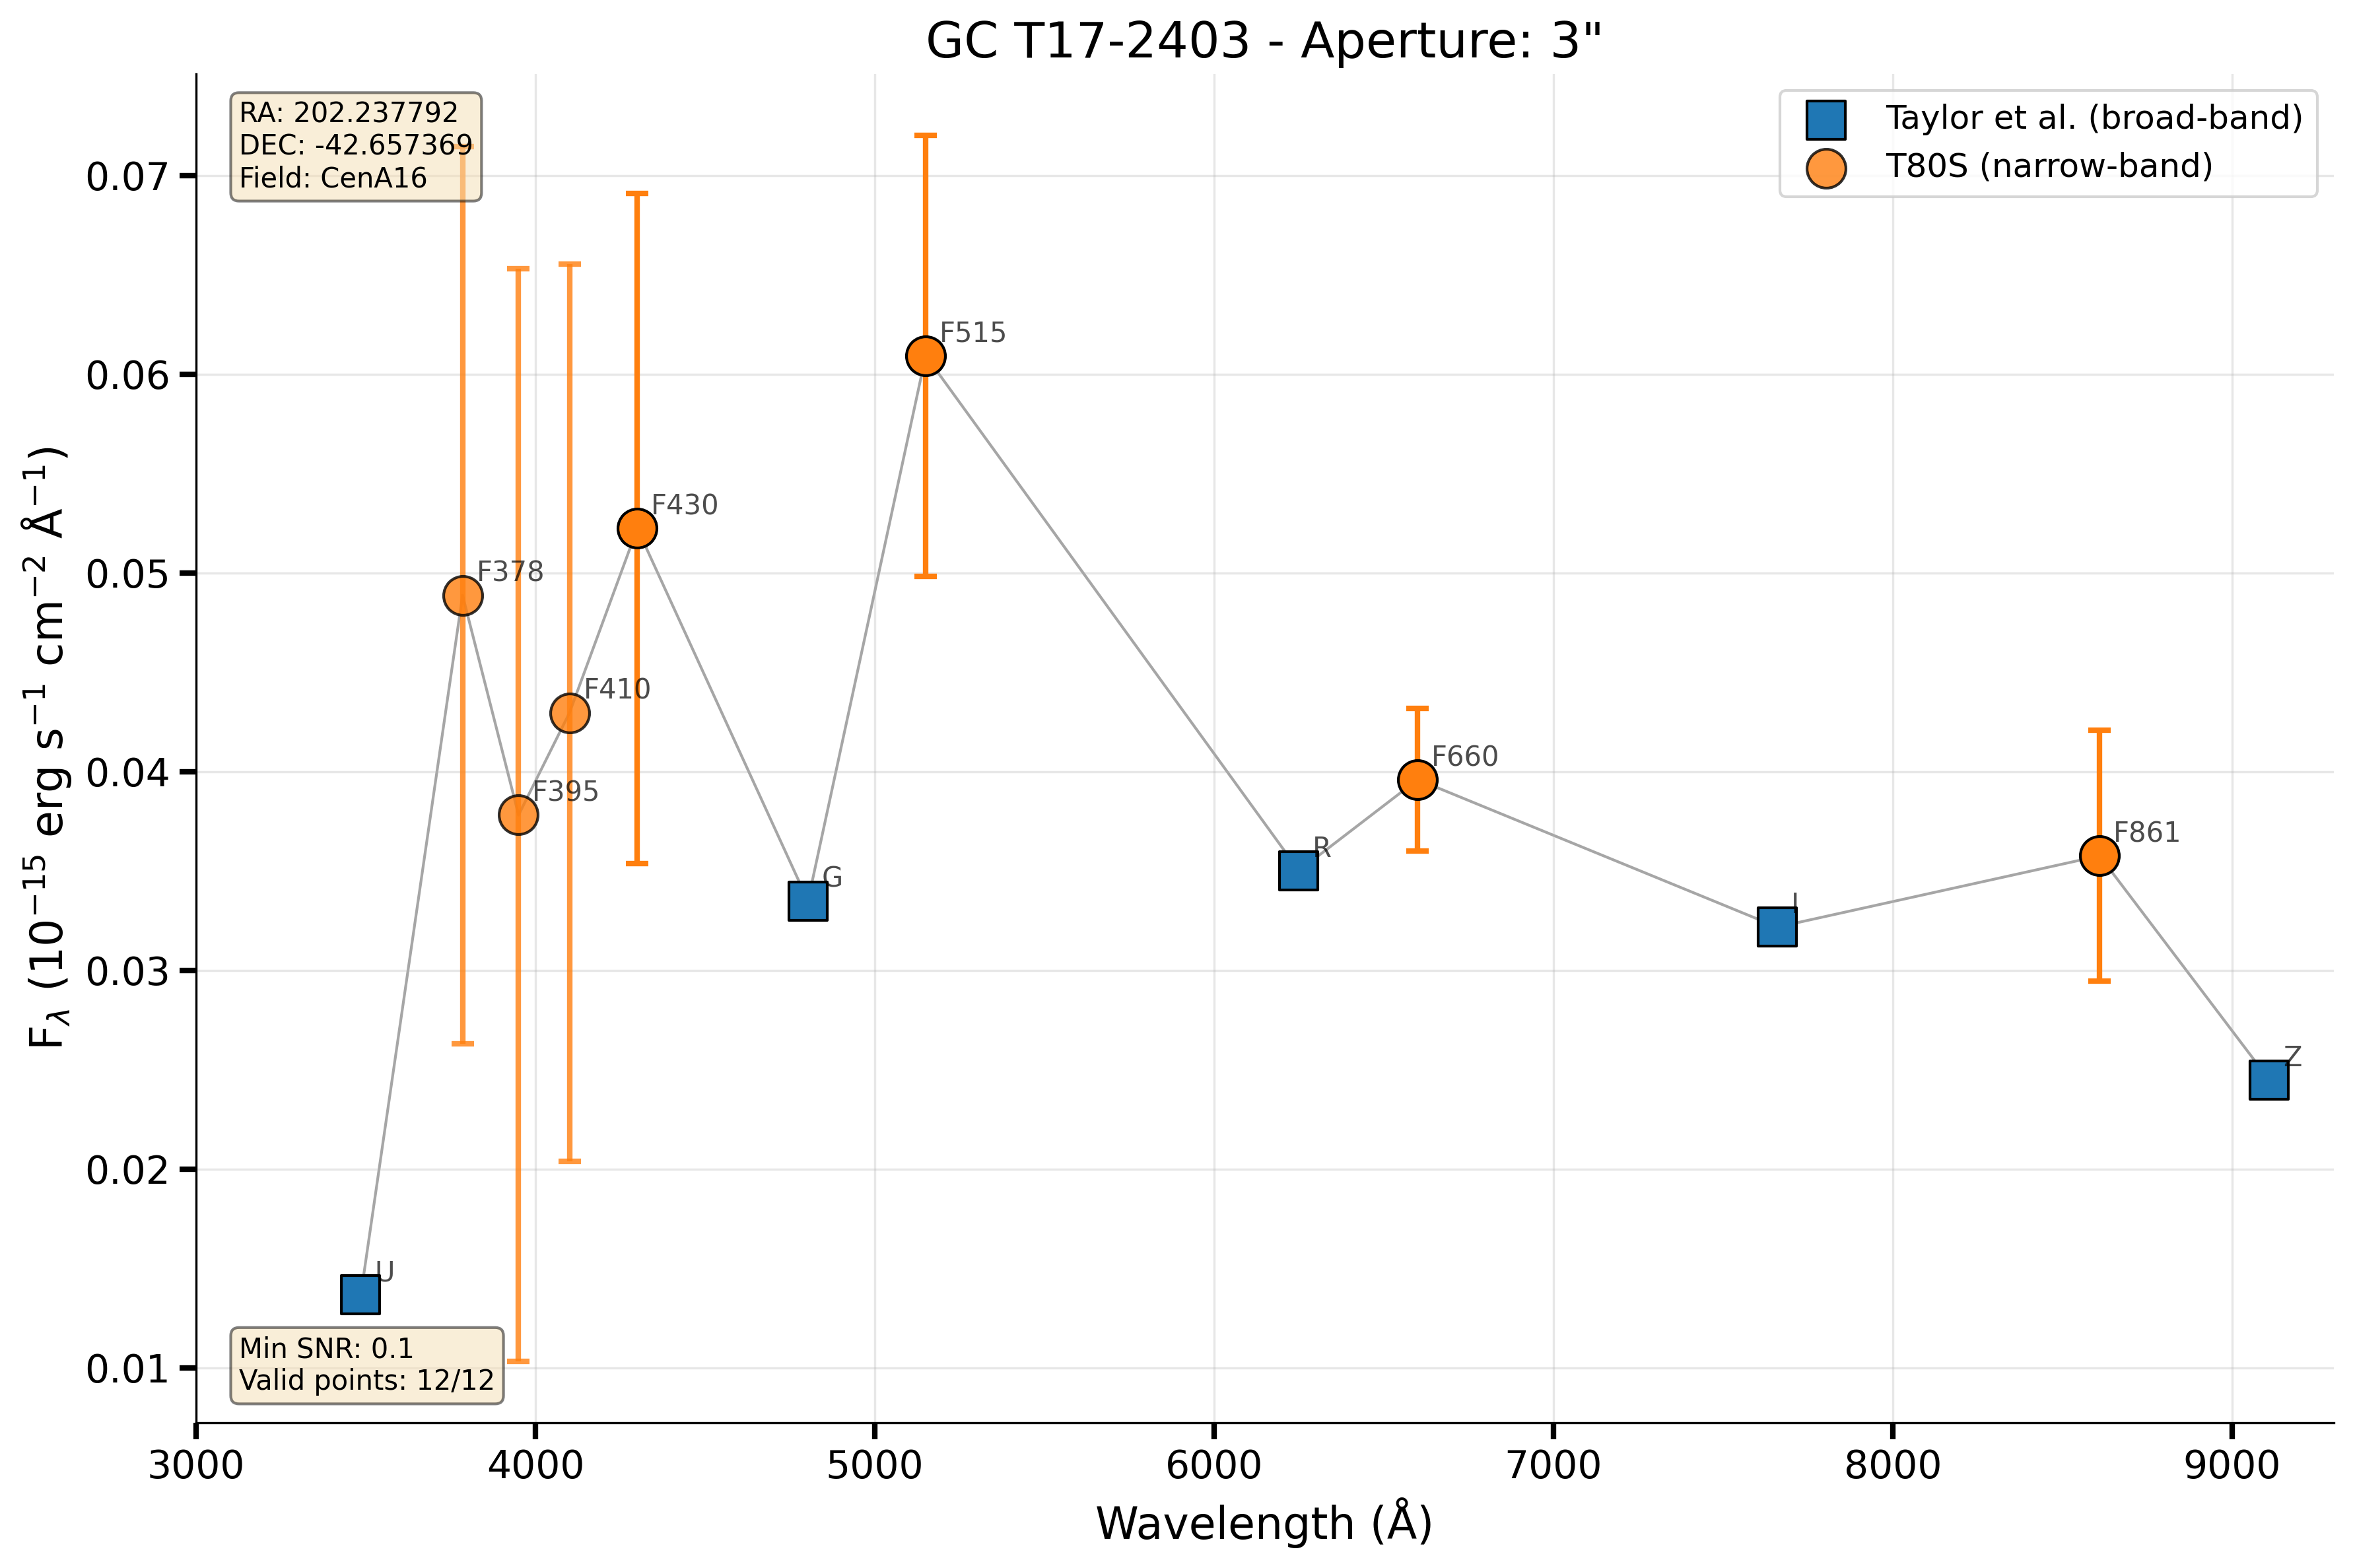 GC T17-2403 - Aperture: 3"
RA: 202.237792
DEC: -42.657369
Field: CenA16
Taylor et al. (broad-band)
T80S (narrow-band)
F515
F430
F378
F410
F395
G
R
F660
I
F861
Z
U
Min SNR: 0.1
Valid points: 12/12
0.07
0.06
0.05
0.04
0.03
0.02
0.01
F$_{\lambda}$ (10$^{-15}$ erg s$^{-1}$ cm$^{-2}$ Å$^{-1}$)
3000 4000 5000 6000 7000 8000 9000
Wavelength (Å)